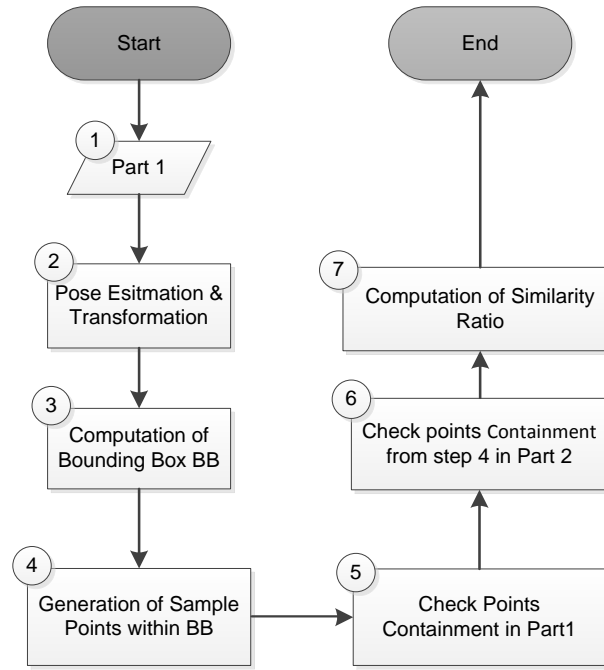 Start
1
Part 1
2
Pose Esitmation &
Transformation
3
Computation of
Bounding Box BB
4
Generation of Sample
Points within BB
5
Check Points
Containment in Part1
6
Check points Containment
from step 4 in Part 2
7
Computation of Similarity
Ratio
End